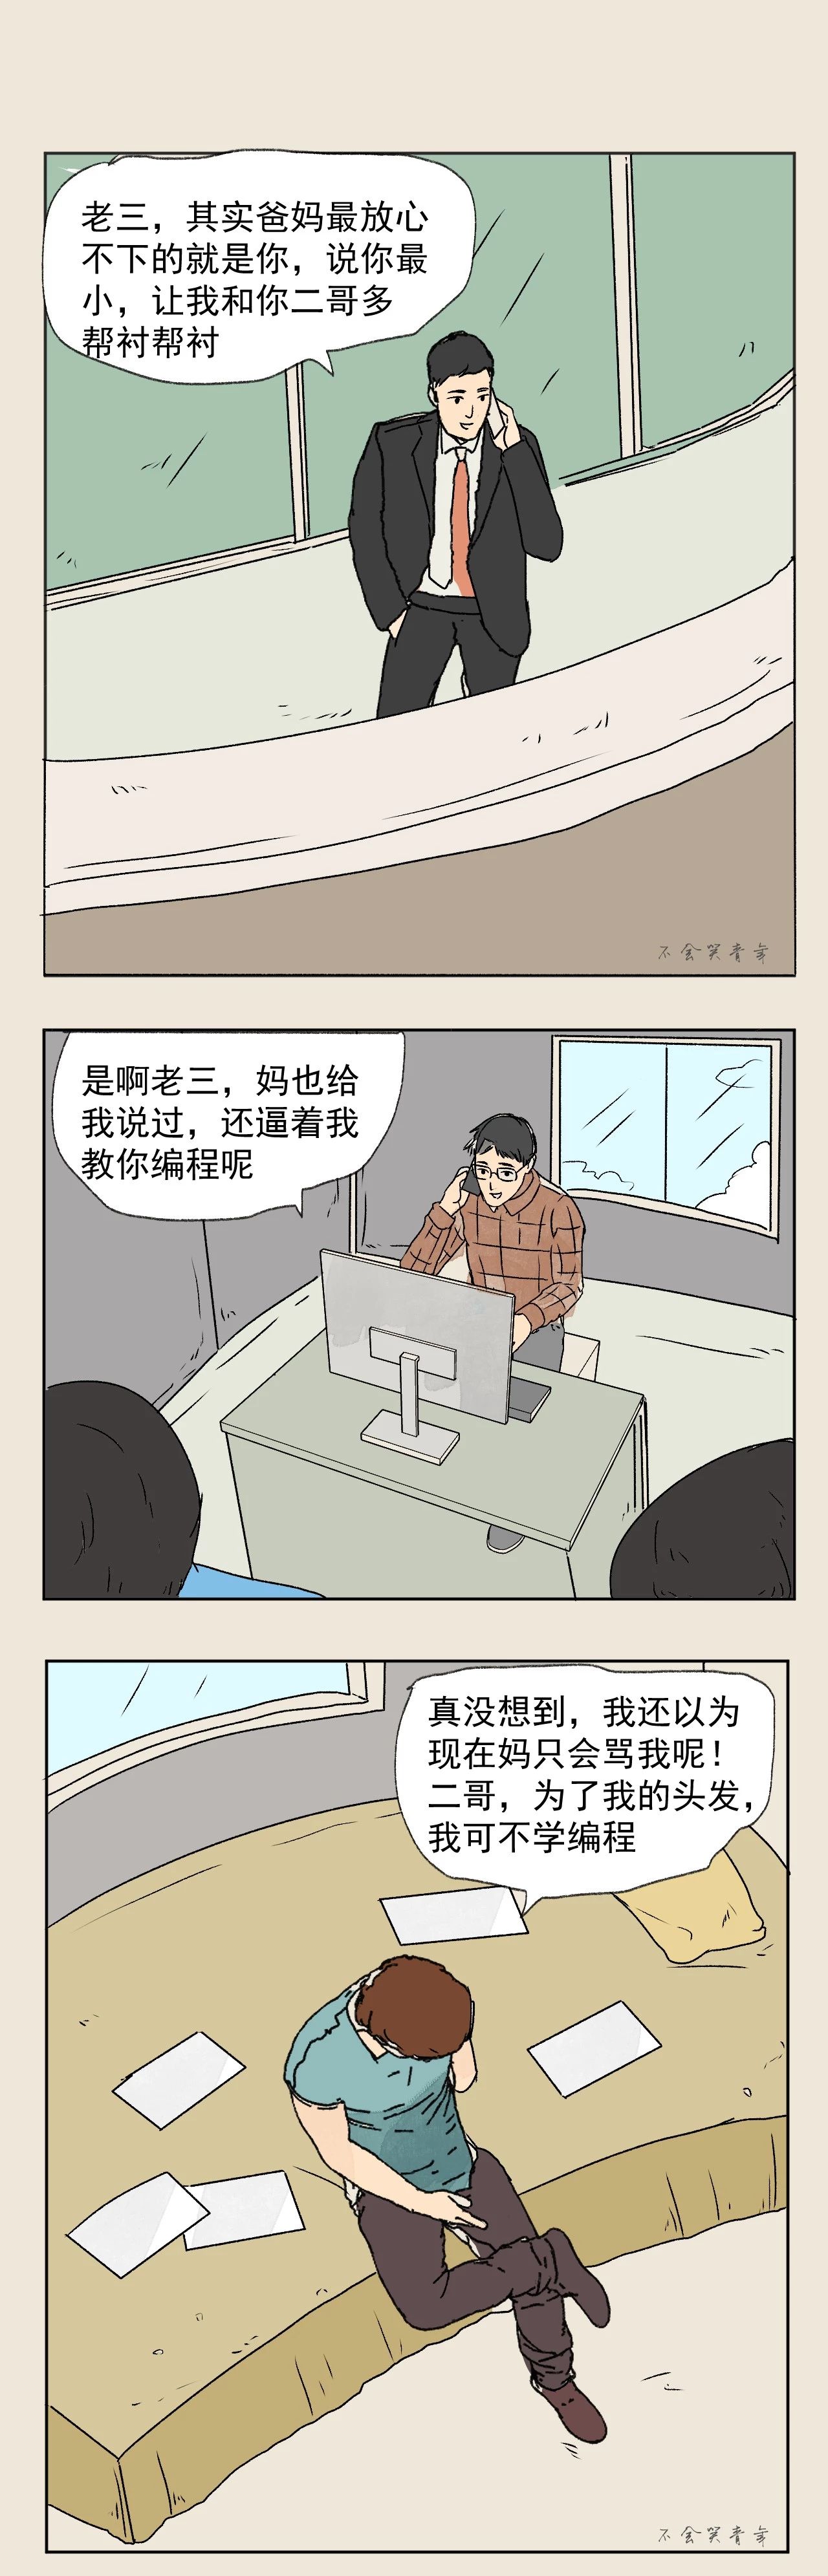 老三，其实爸妈最放心
不下的就是你，说你最
小，让我和你二哥多
帮衬帮衬
不会笑青年
是啊老三，妈也给
我说过，还逼着我
教你编程呢
真没想到，我还以为
现在妈只会骂我呢！
二哥，为了我的头发，
我可不学编程
不会笑青年